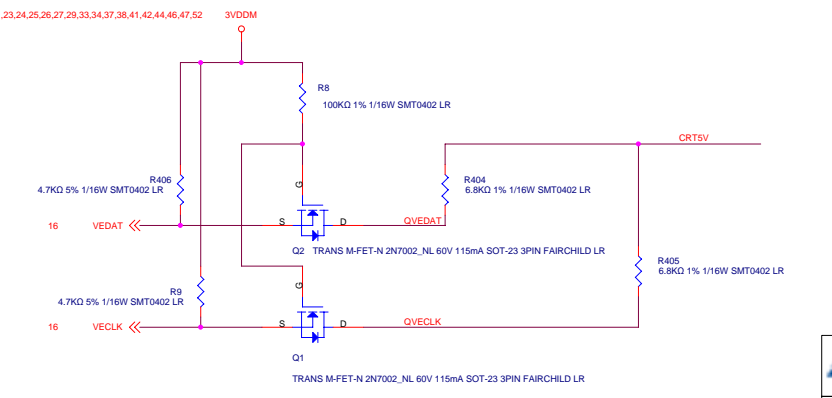 ,23,24,25,26,27,29,33,34,37,38,41,42,44,46,47,52 3VDDM
R8
100KΩ 1% 1/16W SMT0402 LR
CRT5V
R406
4.7KΩ 5% 1/16W SMT0402 LR
G
R404
6.8KΩ 1% 1/16W SMT0402 LR
16 VEDAT S D QVEDAT
Q2 TRANS M-FET-N 2N7002_NL 60V 115mA SOT-23 3PIN FAIRCHILD LR
R405
6.8KΩ 1% 1/16W SMT0402 LR
G
R9
4.7KΩ 5% 1/16W SMT0402 LR
16 VECLK S D QVECLK
Q1
TRANS M-FET-N 2N7002_NL 60V 115mA SOT-23 3PIN FAIRCHILD LR